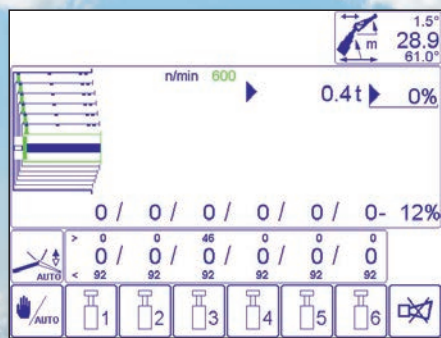 1.5°
m 28.9
61.0°
n/min 600
0.4 t 0%
0 / 0 / 0 / 0 / 0 / 0- 12%
> 0 0 46 0 0 0
0 / 0 / 0 / 0 / 0 / 0
AUTO < 92 92 92 92 92 92
/AUTO 1 2 3 4 5 6